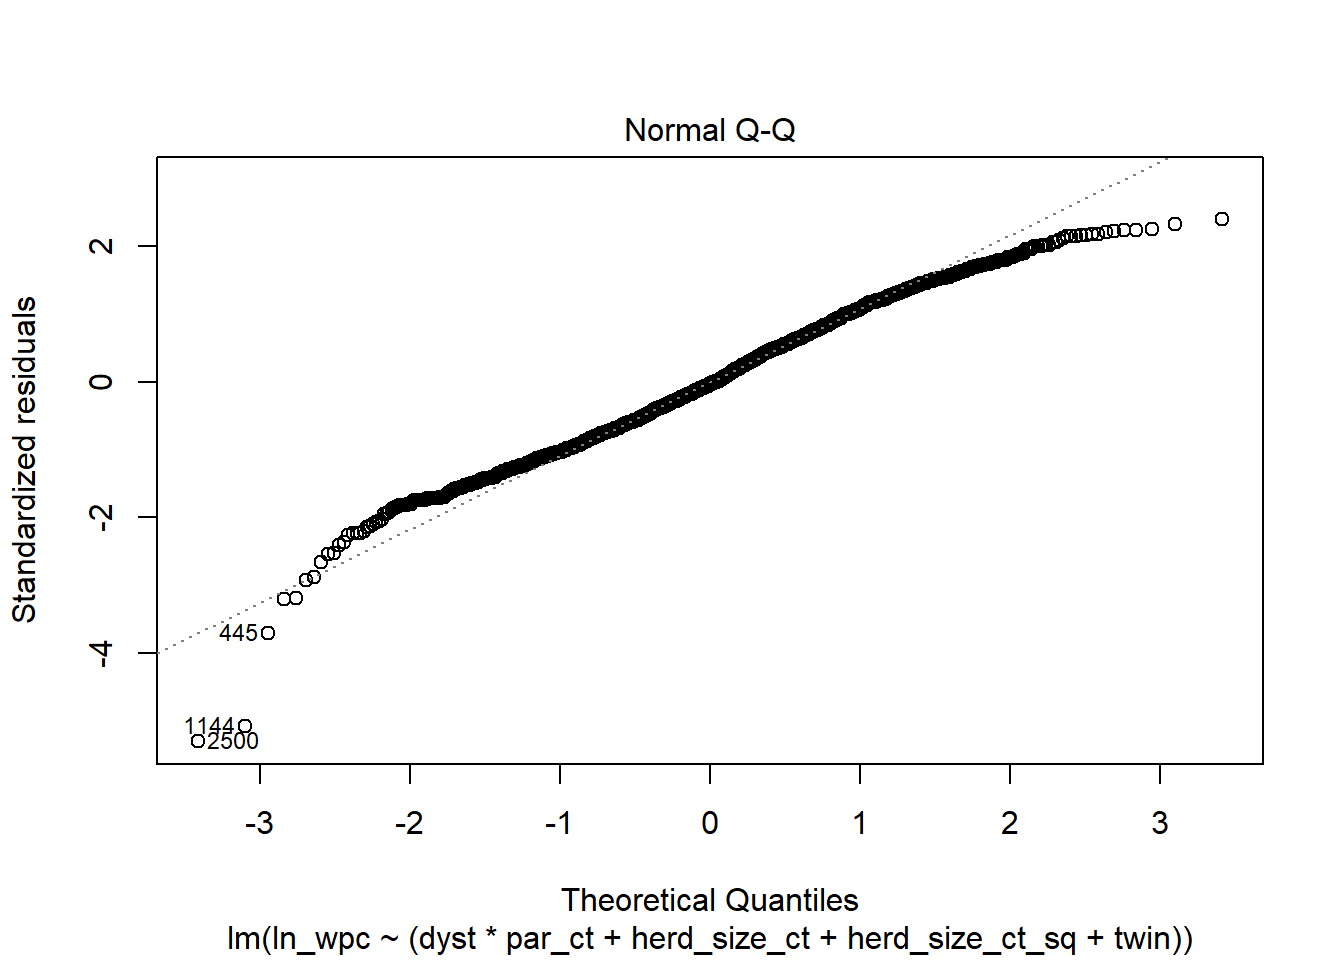 Normal Q-Q
Standardized residuals
2
0
-2
-4
445
1144
2500
-3 -2 -1 0 1 2 3
Theoretical Quantiles
lm(ln_wpc ~ (dyst * par_ct + herd_size_ct + herd_size_ct_sq + twin))